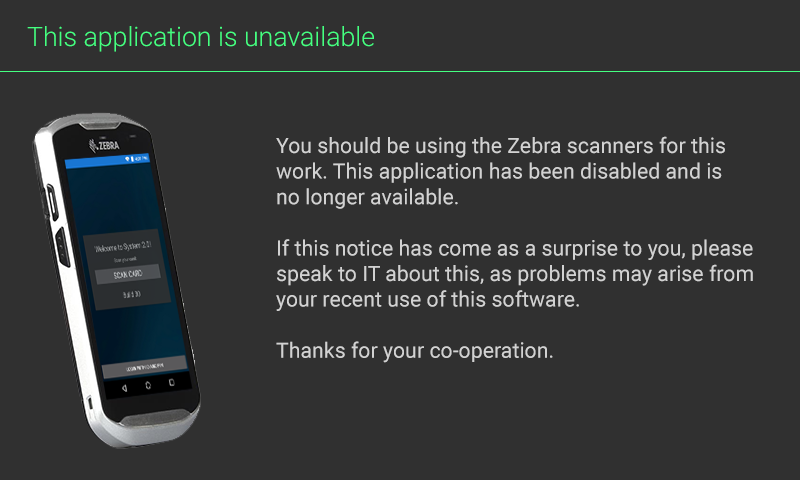 This application is unavailable
ZEBRA
You should be using the Zebra scanners for this
work. This application has been disabled and is
no longer available.
Welcome to System 2.2!
SCAN CARD
If this notice has come as a surprise to you, please
speak to IT about this, as problems may arise from
your recent use of this software.
Thanks for your co-operation.